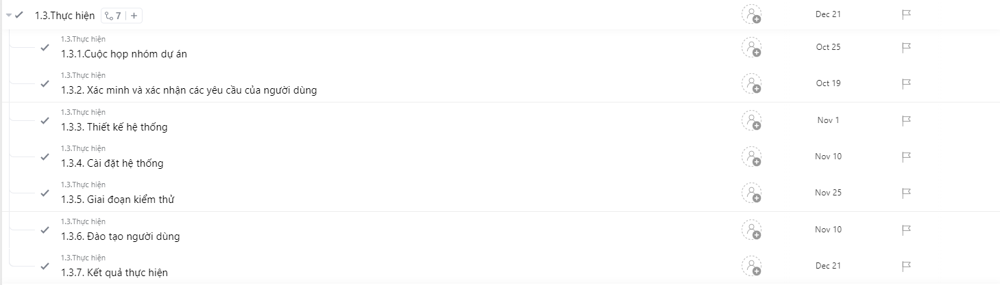 1.3.Thực hiện 7 + Dec 21
1.3.Thực hiện
1.3.1.Cuộc họp nhóm dự án Oct 25
1.3.Thực hiện
1.3.2. Xác minh và xác nhận các yêu cầu của người dùng Oct 19
1.3.Thực hiện
1.3.3. Thiết kế hệ thống Nov 1
1.3.Thực hiện
1.3.4. Cài đặt hệ thống Nov 10
1.3.Thực hiện
1.3.5. Giai đoạn kiểm thử Nov 25
1.3.Thực hiện
1.3.6. Đào tạo người dùng Nov 10
1.3.Thực hiện
1.3.7. Kết quả thực hiện Dec 21